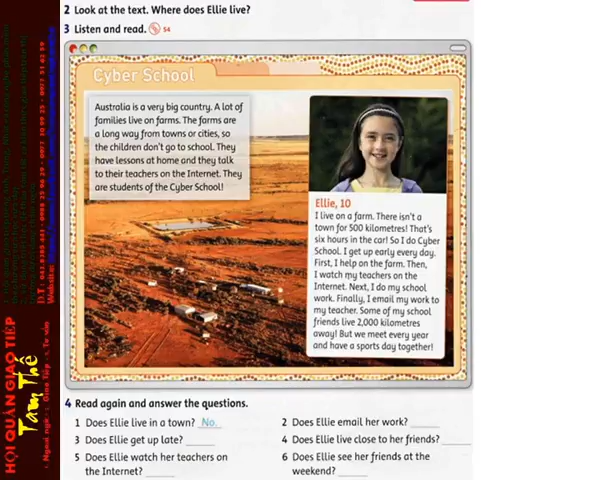 2 Look at the text. Where does Ellie live?
3 Listen and read. 54
Cyber School
Australia is a very big country. A lot of
families live on farms. The farms are
a long way from towns or cities, so
the children don't go to school. They
have lessons at home and they talk
to their teachers on the Internet. They
are students of the Cyber School!
Ellie, 10
I live on a farm. There isn't a
town for 500 kilometres! That's
six hours in the car! So I do Cyber
School. I get up early every day.
First, I help on the farm. Then,
I watch my teachers on the
Internet. Next, I do my school
work. Finally, I email my work to
my teacher. Some of my school
friends live 2,000 kilometres
away! But we meet every year
and have a sports day together!
4 Read again and answer the questions.
1 Does Ellie live in a town? No.
2 Does Ellie email her work?
3 Does Ellie get up late?
4 Does Ellie live close to her friends?
5 Does Ellie watch her teachers on
the Internet?
6 Does Ellie see her friends at the
weekend?
HỘI QUÁN GIAO TIẾP
Tam Thế
Website: